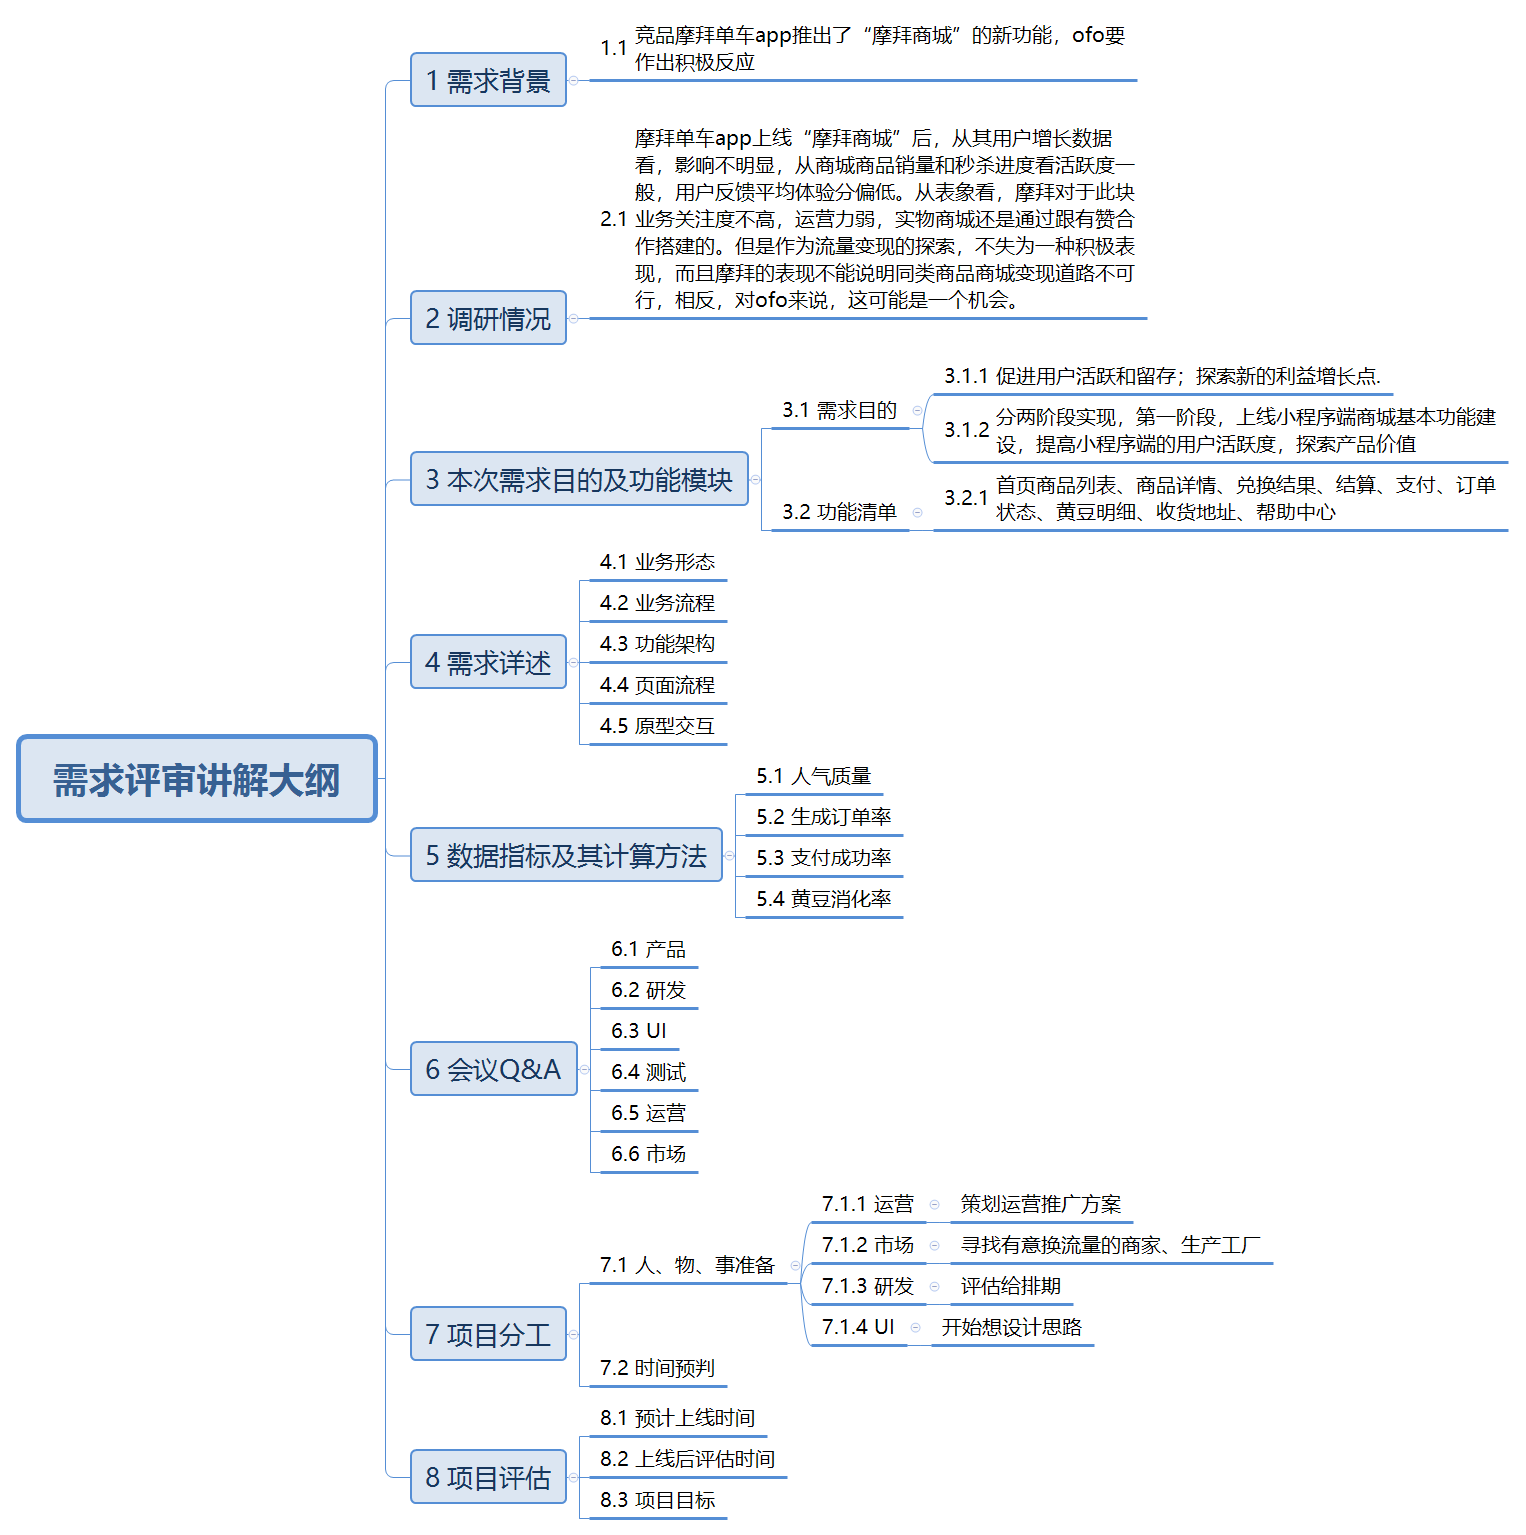 需求评审讲解大纲
1 需求背景
1.1 竞品摩拜单车app推出了“摩拜商城”的新功能，ofo要
作出积极反应
2 调研情况
2.1
摩拜单车app上线“摩拜商城”后，从其用户增长数据
看，影响不明显，从商城商品销量和秒杀进度看活跃度一
般，用户反馈平均体验分偏低。从表象看，摩拜对于此块
业务关注度不高，运营力弱，实物商城还是通过跟有赞合
作搭建的。但是作为流量变现的探索，不失为一种积极表
现，而且摩拜的表现不能说明同类商品商城变现道路不可
行，相反，对ofo来说，这可能是一个机会。
3 本次需求目的及功能模块
3.1 需求目的
3.1.1 促进用户活跃和留存；探索新的利益增长点.
3.1.2 分两阶段实现，第一阶段，上线小程序端商城基本功能建
设，提高小程序端的用户活跃度，探索产品价值
3.2 功能清单
3.2.1 首页商品列表、商品详情、兑换结果、结算、支付、订单
状态、黄豆明细、收货地址、帮助中心
4 需求详述
4.1 业务形态
4.2 业务流程
4.3 功能架构
4.4 页面流程
4.5 原型交互
5 数据指标及其计算方法
5.1 人气质量
5.2 生成订单率
5.3 支付成功率
5.4 黄豆消化率
6 会议Q&A
6.1 产品
6.2 研发
6.3 UI
6.4 测试
6.5 运营
6.6 市场
7 项目分工
7.1 人、物、事准备
7.1.1 运营 策划运营推广方案
7.1.2 市场 寻找有意换流量的商家、生产工厂
7.1.3 研发 评估给排期
7.1.4 UI 开始想设计思路
7.2 时间预判
8 项目评估
8.1 预计上线时间
8.2 上线后评估时间
8.3 项目目标